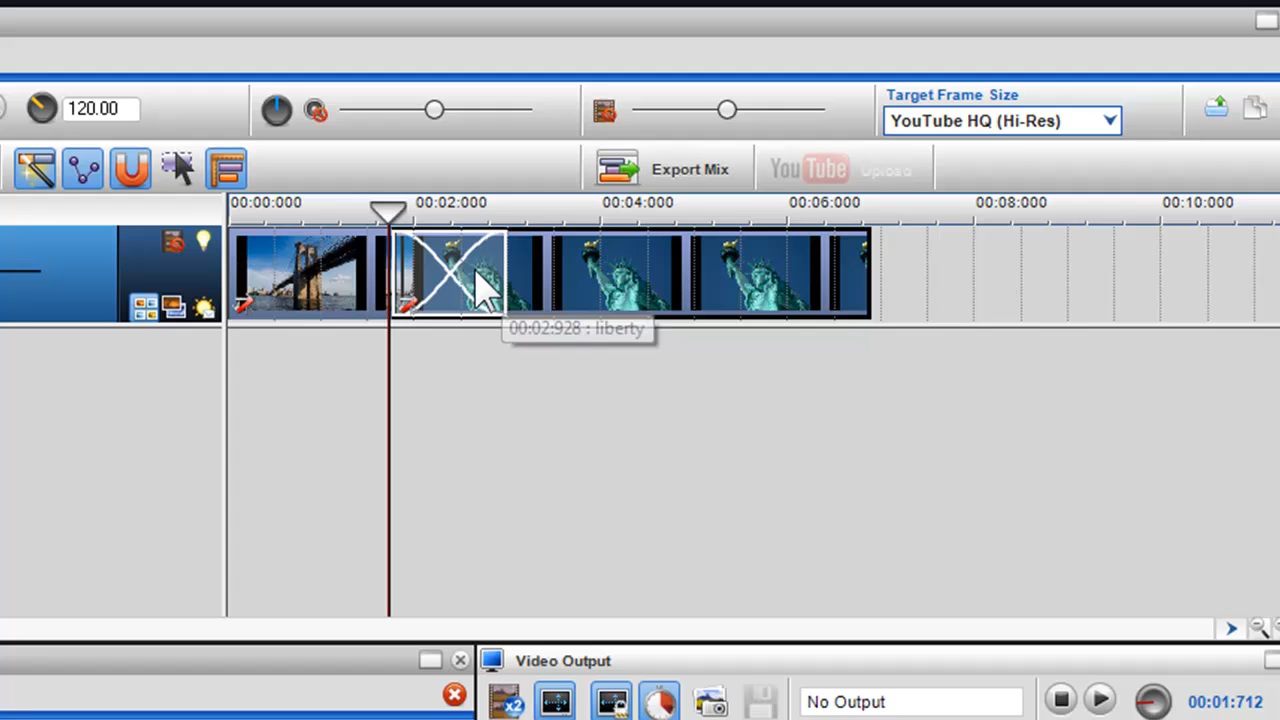 120.00
Target Frame Size
YouTube HQ (Hi-Res)
Export Mix
YouTube Upload
00:00:000
00:02:000
00:04:000
00:06:000
00:08:000
00:10:000
00:02:928 : liberty
Video Output
x2
No Output
00:01:712